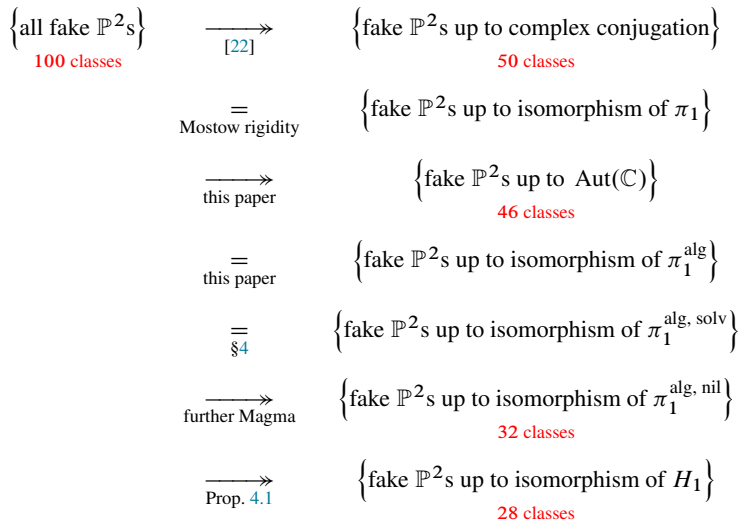 {all fake ℙ²s} ↠ {fake ℙ²s up to complex conjugation}
100 classes [22] 50 classes
= {fake ℙ²s up to isomorphism of π₁}
Mostow rigidity
↠ {fake ℙ²s up to Aut(ℂ)}
this paper 46 classes
= {fake ℙ²s up to isomorphism of π₁^alg}
this paper
= {fake ℙ²s up to isomorphism of π₁^alg, solv}
§4
↠ {fake ℙ²s up to isomorphism of π₁^alg, nil}
further Magma 32 classes
↠ {fake ℙ²s up to isomorphism of H₁}
Prop. 4.1 28 classes